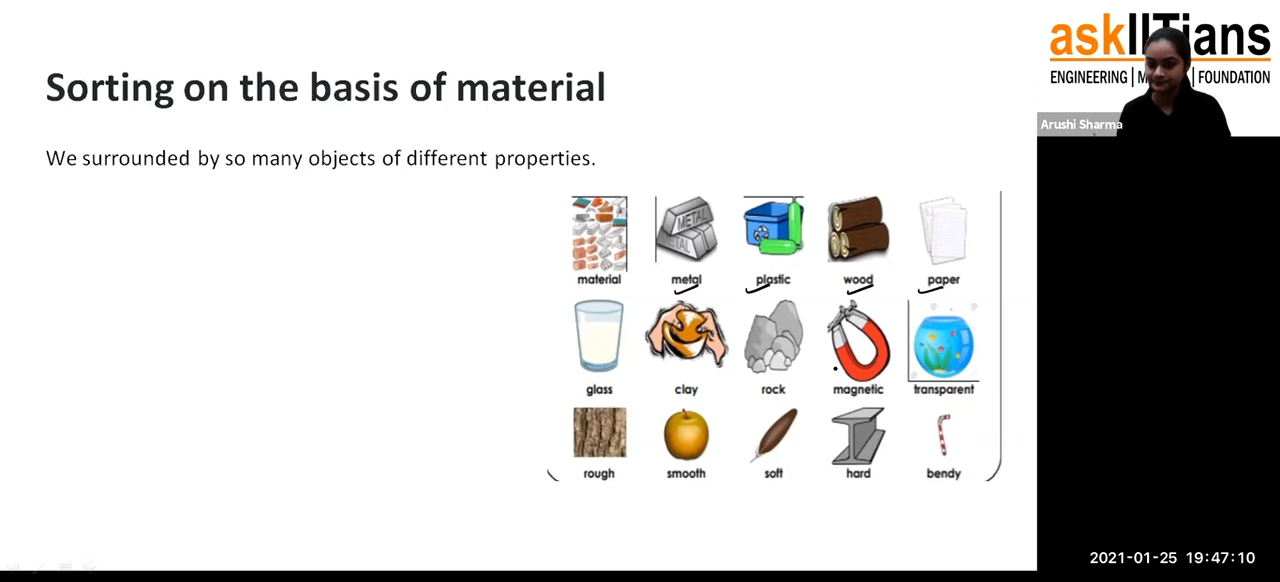 askIITians
ENGINEERING | M | FOUNDATION
Arushi Sharma
Sorting on the basis of material
We surrounded by so many objects of different properties.
METAL
ETAL
material metal plastic wood paper
glass clay rock magnetic transparent
rough smooth soft hard bendy
2021-01-25 19:47:10